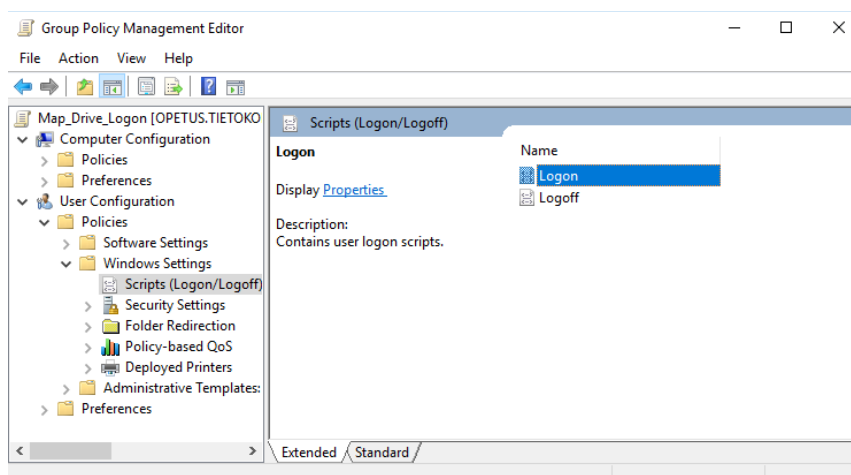 Group Policy Management Editor
File Action View Help
Map_Drive_Logon [OPETUS.TIETOKO
Computer Configuration
Policies
Preferences
User Configuration
Policies
Software Settings
Windows Settings
Scripts (Logon/Logoff)
Security Settings
Folder Redirection
Policy-based QoS
Deployed Printers
Administrative Templates:
Preferences
Scripts (Logon/Logoff)
Logon
Display Properties
Description:
Contains user logon scripts.
Name
Logon
Logoff
Extended Standard